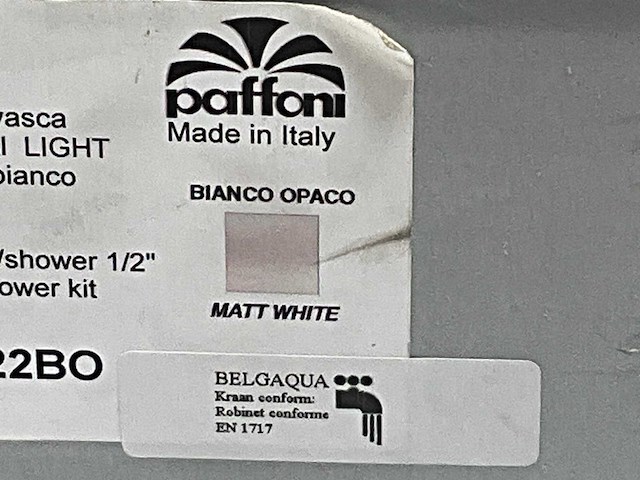 paffoni
Made in Italy
vasca
I LIGHT
bianco
BIANCO OPACO
/shower 1/2"
ower kit
MATT WHITE
22BO
BELGAQUA
Kraan conform:
Robinet conforme
EN 1717